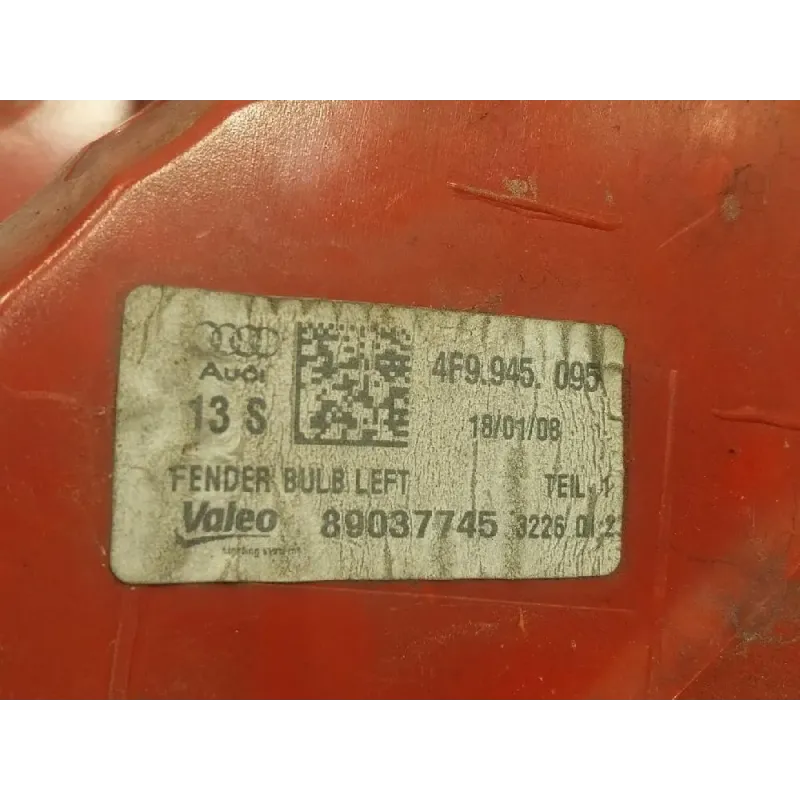 Audi 4F9.945. 095
13 S 18/01/08
FENDER BULB LEFT TEIL 1
Valeo 89037745 3226